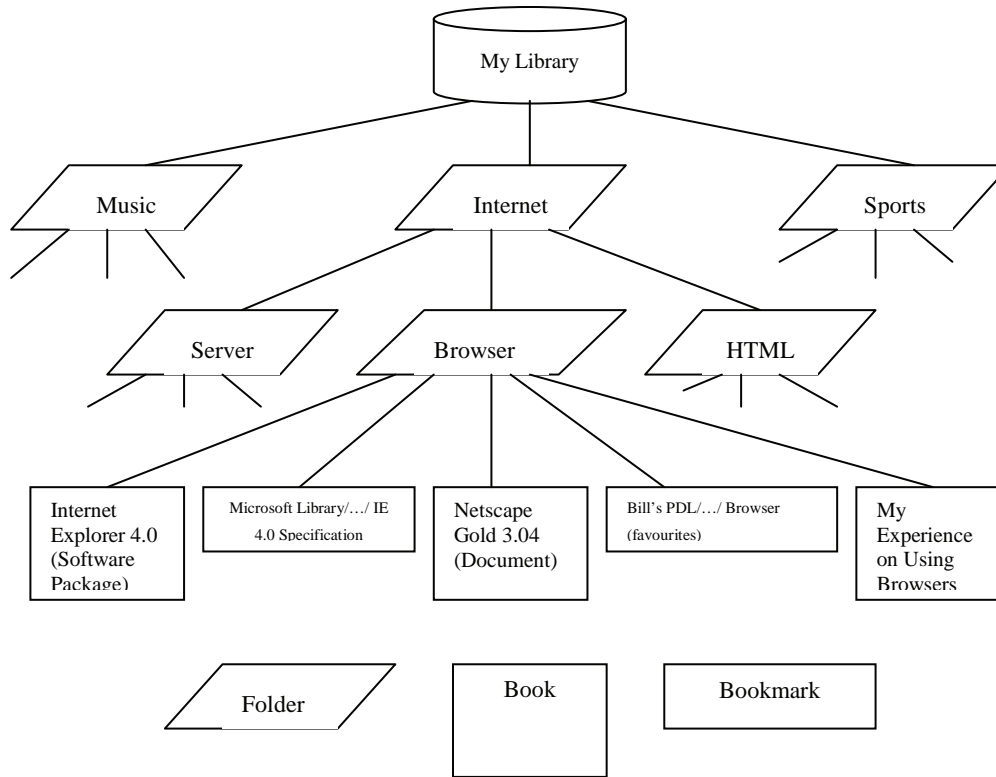 My Library
Music
Internet
Sports
Server
Browser
HTML
Internet
Explorer 4.0
(Software
Package)
Microsoft Library/…/ IE
4.0 Specification
Netscape
Gold 3.04
(Document)
Bill's PDL/…/ Browser
(favourites)
My
Experience
on Using
Browsers
Folder
Book
Bookmark